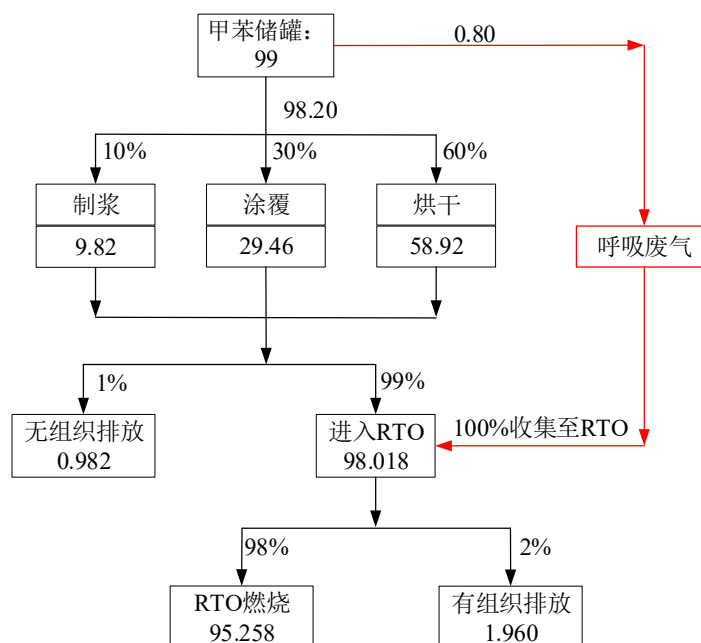 甲苯储罐：
99
0.80
98.20
10%
30%
60%
制浆
涂覆
烘干
9.82
29.46
58.92
呼吸废气
1%
99%
无组织排放
0.982
进入RTO
98.018
100%收集至RTO
98%
2%
RTO燃烧
95.258
有组织排放
1.960